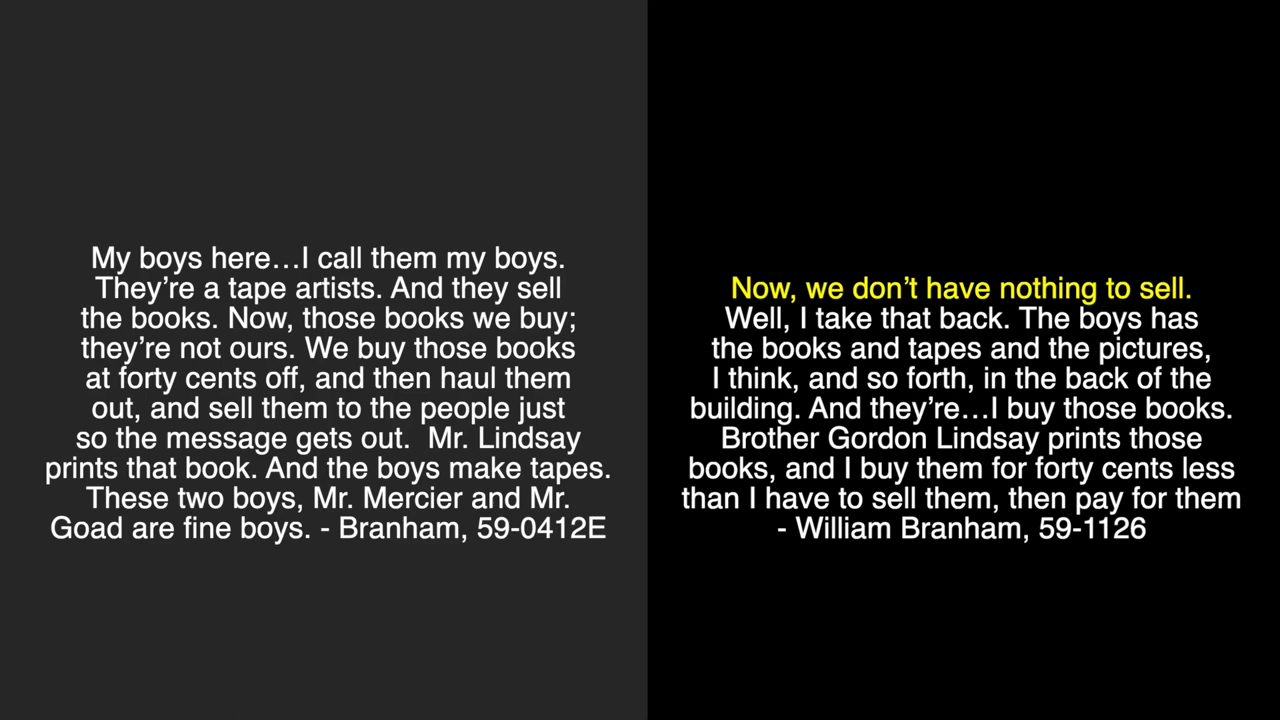 My boys here…I call them my boys.
They’re a tape artists. And they sell
the books. Now, those books we buy;
they’re not ours. We buy those books
at forty cents off, and then haul them
out, and sell them to the people just
so the message gets out.  Mr. Lindsay
prints that book. And the boys make tapes.
These two boys, Mr. Mercier and Mr.
Goad are fine boys. - Branham, 59-0412E
Now, we don’t have nothing to sell.
Well, I take that back. The boys has
the books and tapes and the pictures,
I think, and so forth, in the back of the
building. And they’re…I buy those books.
Brother Gordon Lindsay prints those
books, and I buy them for forty cents less
than I have to sell them, then pay for them
- William Branham, 59-1126